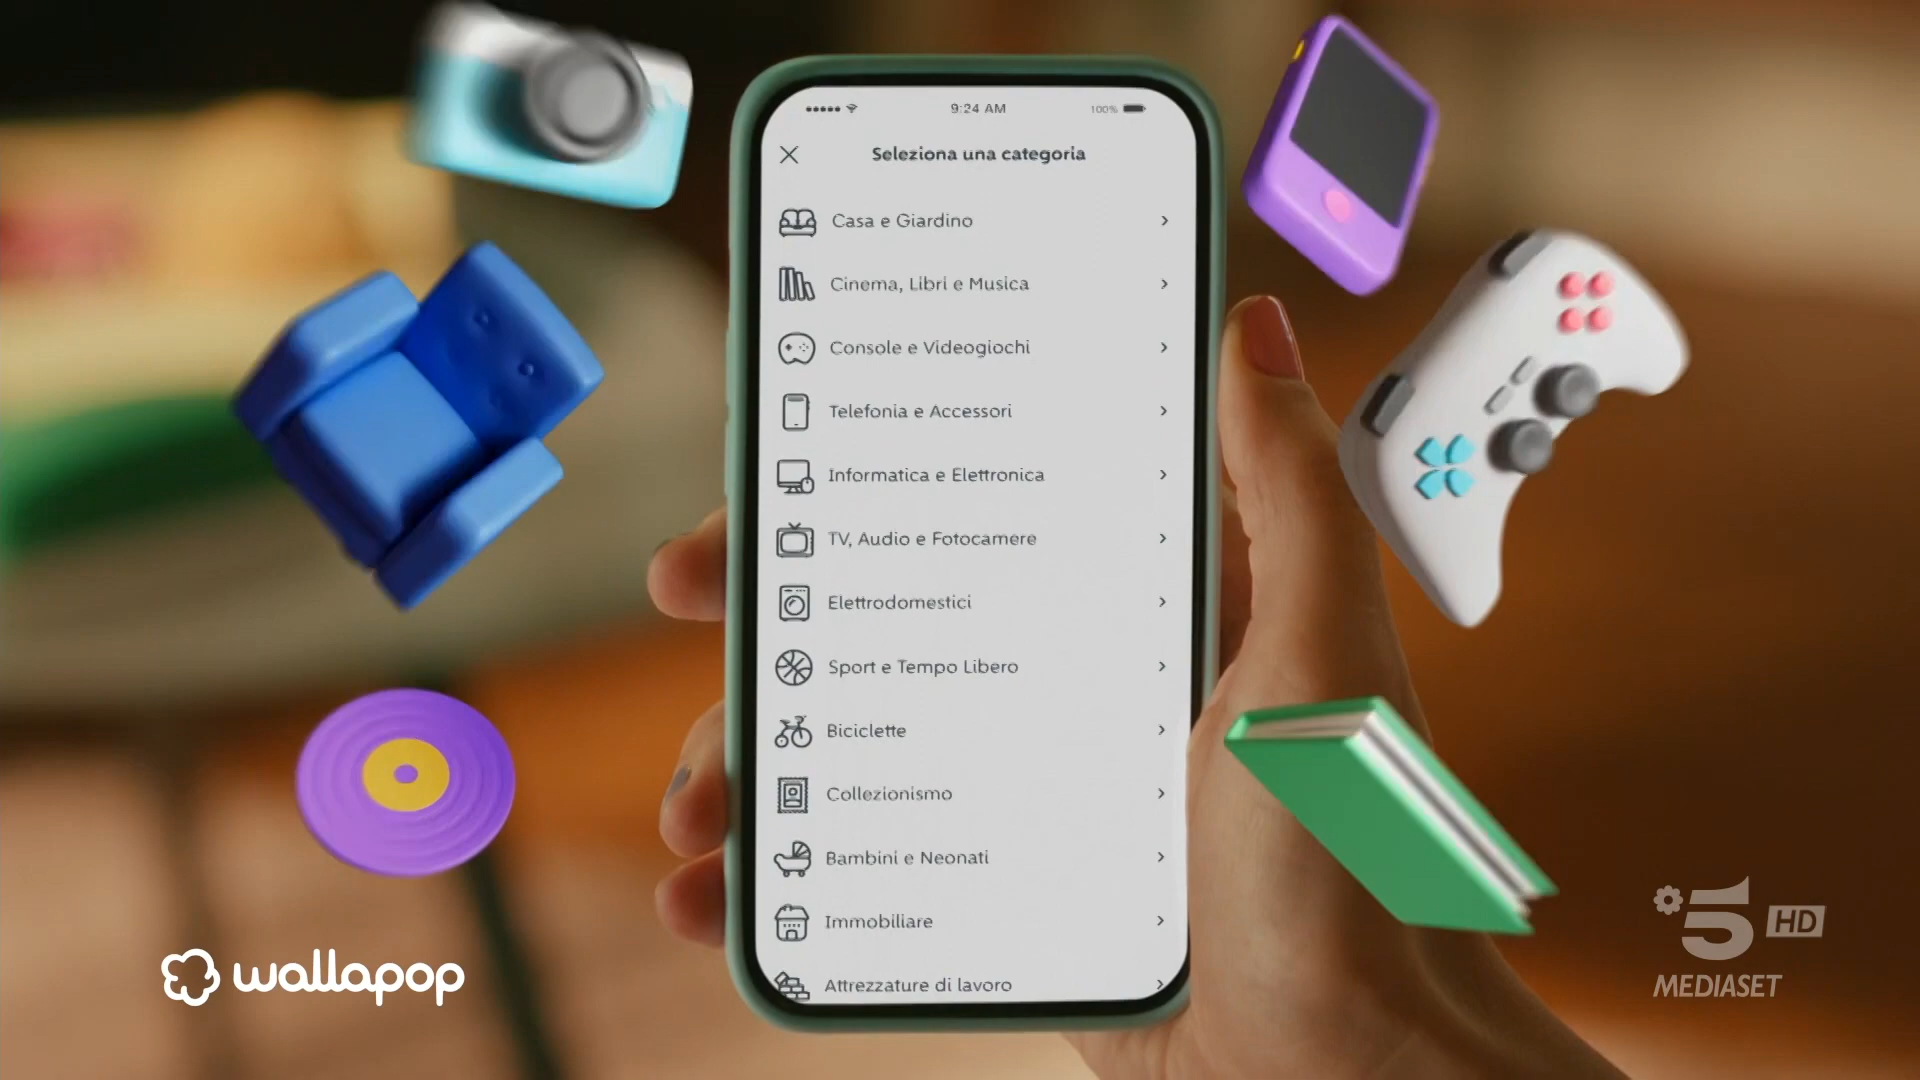 9:24 AM
100%
Seleziona una categoria
Casa e Giardino
Cinema, Libri e Musica
Console e Videogiochi
Telefonia e Accessori
Informatica e Elettronica
TV, Audio e Fotocamere
Elettrodomestici
Sport e Tempo Libero
Biciclette
Collezionismo
Bambini e Neonati
Immobiliare
Attrezzature di lavoro
wallapop
5 HD
MEDIASET